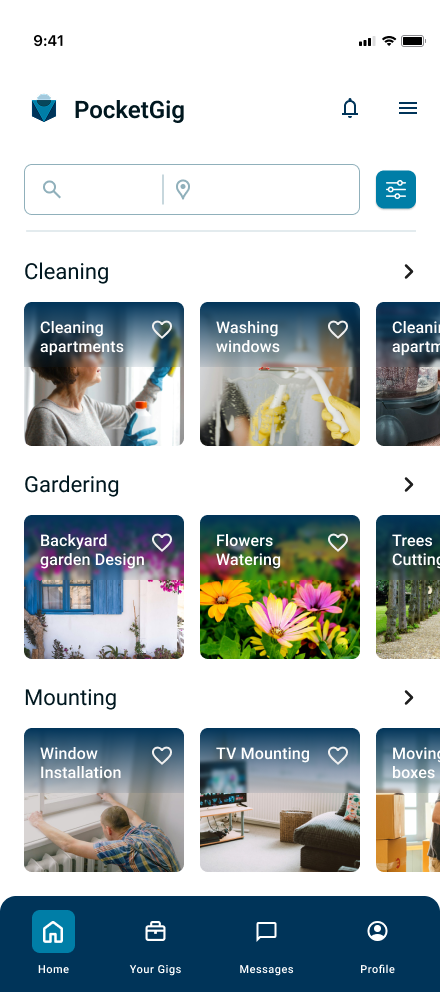 9:41
PocketGig
Cleaning
Cleaning
apartments
Washing
windows
Cleani
apartm
Gardering
Backyard
garden Design
Flowers
Watering
Trees
Cutting
Mounting
Window
Installation
TV Mounting
Moving
boxes
Home
Your Gigs
Messages
Profile